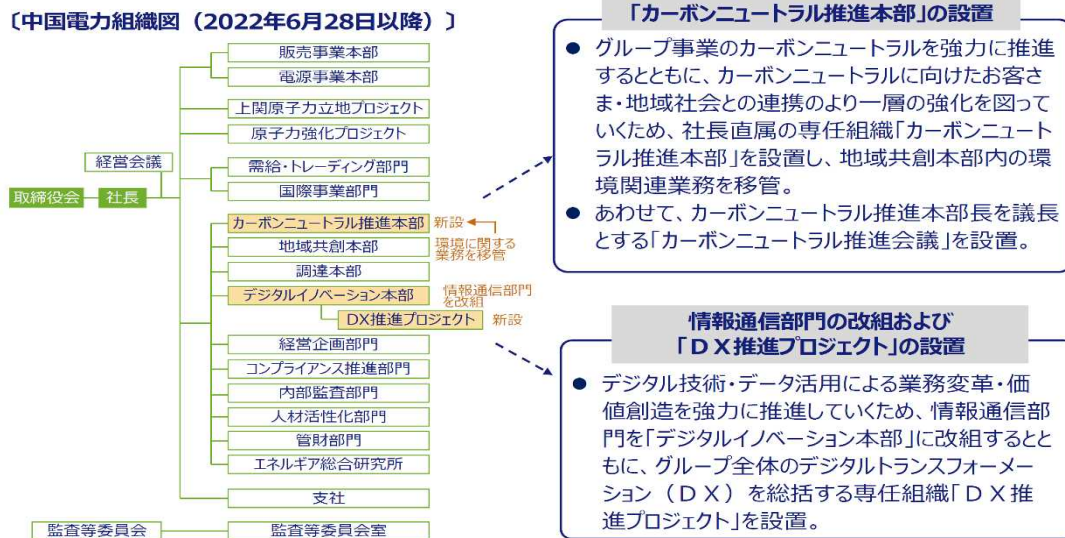 〔中国電力組織図（2022年6月28日以降）〕
販売事業本部
電源事業本部
上関原子力立地プロジェクト
原子力強化プロジェクト
経営会議
需給・トレーディング部門
国際事業部門
取締役会
社長
カーボンニュートラル推進本部
新設
地域共創本部
環境に関する
業務を移管
調達本部
デジタルイノベーション本部
情報通信部門
を改組
DX推進プロジェクト
新設
経営企画部門
コンプライアンス推進部門
内部監査部門
人材活性化部門
管財部門
エネルギア総合研究所
支社
監査等委員会
監査等委員会室
「カーボンニュートラル推進本部」の設置
● グループ事業のカーボンニュートラルを強力に推進
するとともに、カーボンニュートラルに向けたお客さ
ま・地域社会との連携のより一層の強化を図って
いくため、社長直属の専任組織「カーボンニュート
ラル推進本部」を設置し、地域共創本部内の環
境関連業務を移管。
● あわせて、カーボンニュートラル推進本部長を議長
とする「カーボンニュートラル推進会議」を設置。
情報通信部門の改組および
「ＤＸ推進プロジェクト」の設置
● デジタル技術・データ活用による業務変革・価
値創造を強力に推進していくため、情報通信部
門を「デジタルイノベーション本部」に改組するとと
もに、グループ全体のデジタルトランスフォーメー
ション（ＤＸ）を総括する専任組織「ＤＸ推
進プロジェクト」を設置。